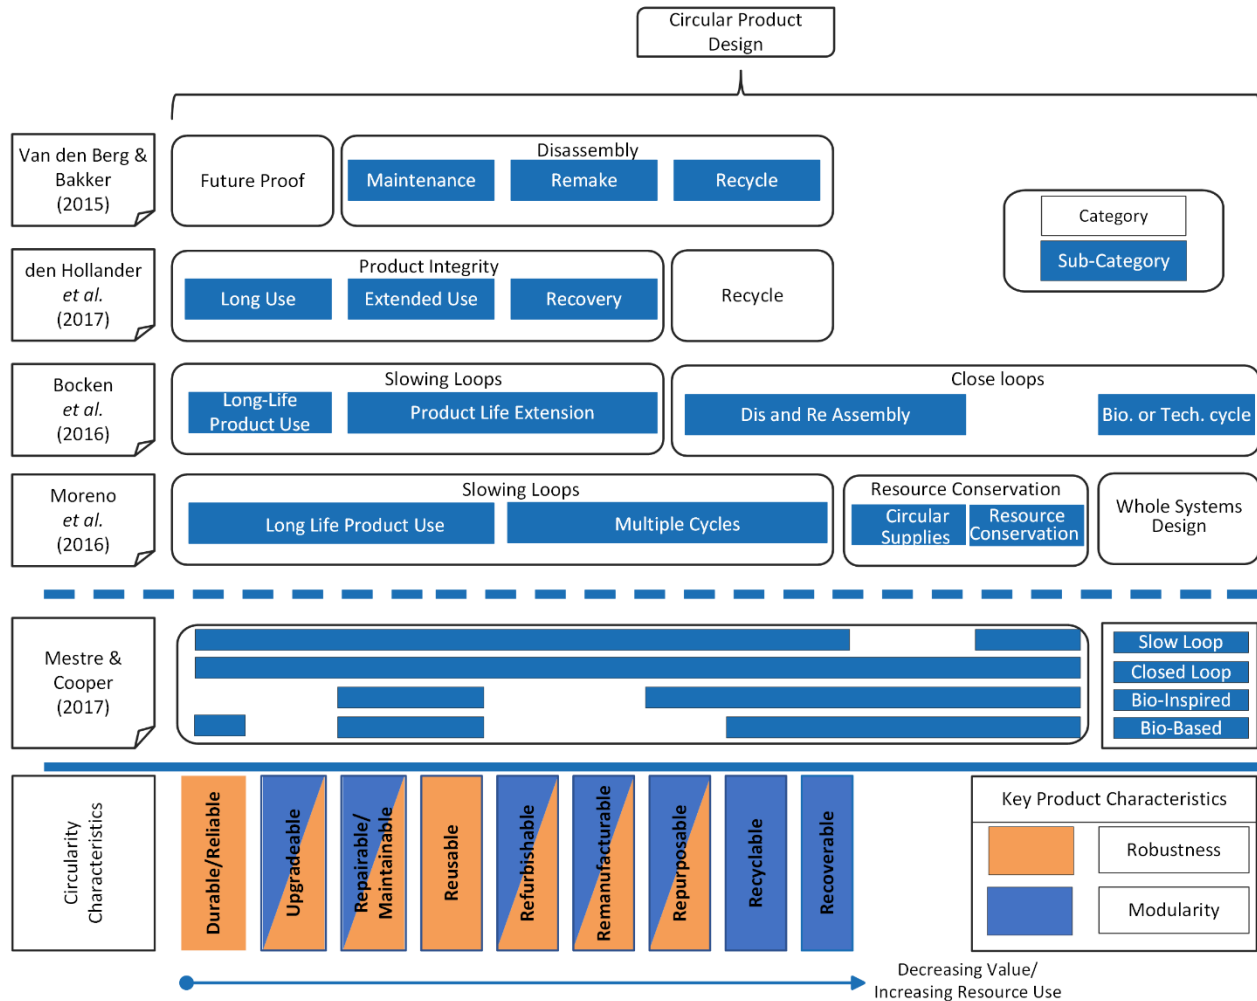 Circular Product
Design
Van den Berg &
Bakker
(2015)
Future Proof
Disassembly
Maintenance
Remake
Recycle
Category
Sub-Category
den Hollander
et al.
(2017)
Product Integrity
Long Use
Extended Use
Recovery
Recycle
Bocken
et al.
(2016)
Slowing Loops
Long-Life
Product Use
Product Life Extension
Close loops
Dis and Re Assembly
Bio. or Tech. cycle
Moreno
et al.
(2016)
Slowing Loops
Long Life Product Use
Multiple Cycles
Resource Conservation
Circular
Supplies
Resource
Conservation
Whole Systems
Design
Mestre &
Cooper
(2017)
Slow Loop
Closed Loop
Bio-Inspired
Bio-Based
Circularity
Characteristics
Durable/Reliable
Upgradeable
Repairable/
Maintainable
Reusable
Refurbishable
Remanufacturable
Repurposable
Recyclable
Recoverable
Key Product Characteristics
Robustness
Modularity
Decreasing Value/
Increasing Resource Use